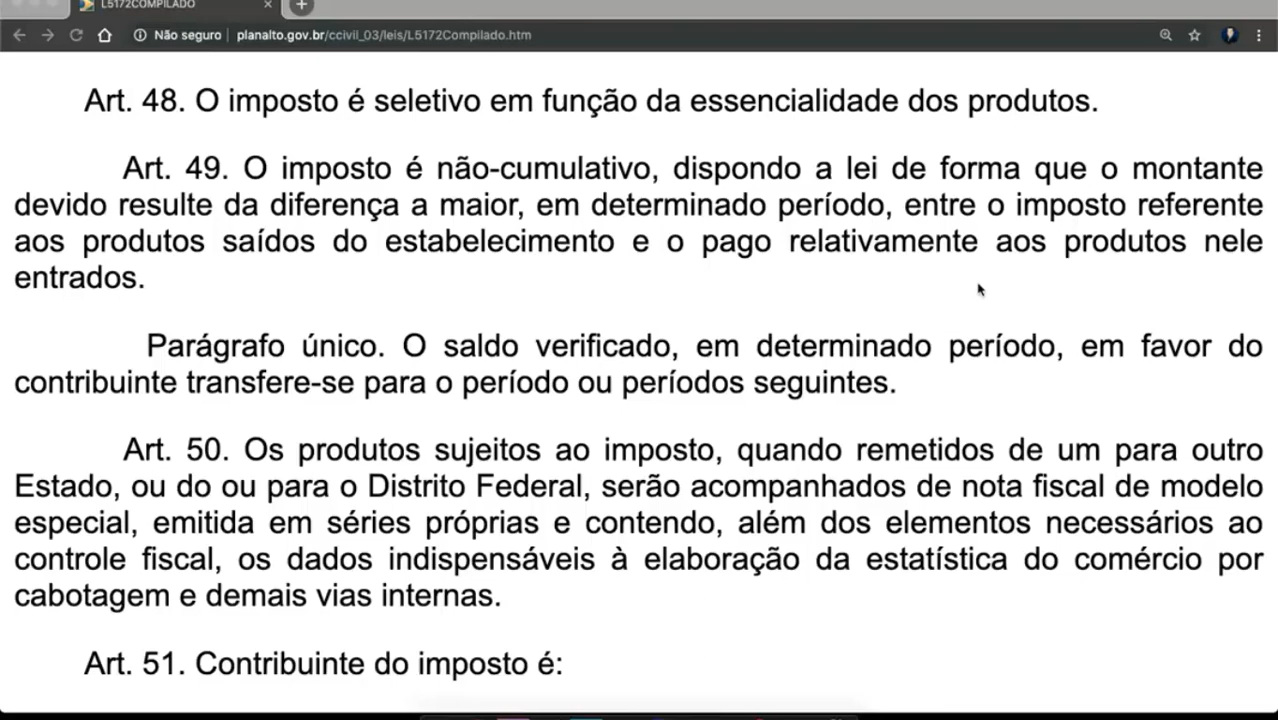 L5172COMPILADO
Não seguro | planalto.gov.br/ccivil_03/leis/L5172Compilado.htm
Art. 48. O imposto é seletivo em função da essencialidade dos produtos.
Art. 49. O imposto é não-cumulativo, dispondo a lei de forma que o montante
devido resulte da diferença a maior, em determinado período, entre o imposto referente
aos produtos saídos do estabelecimento e o pago relativamente aos produtos nele
entrados.
Parágrafo único. O saldo verificado, em determinado período, em favor do
contribuinte transfere-se para o período ou períodos seguintes.
Art. 50. Os produtos sujeitos ao imposto, quando remetidos de um para outro
Estado, ou do ou para o Distrito Federal, serão acompanhados de nota fiscal de modelo
especial, emitida em séries próprias e contendo, além dos elementos necessários ao
controle fiscal, os dados indispensáveis à elaboração da estatística do comércio por
cabotagem e demais vias internas.
Art. 51. Contribuinte do imposto é: